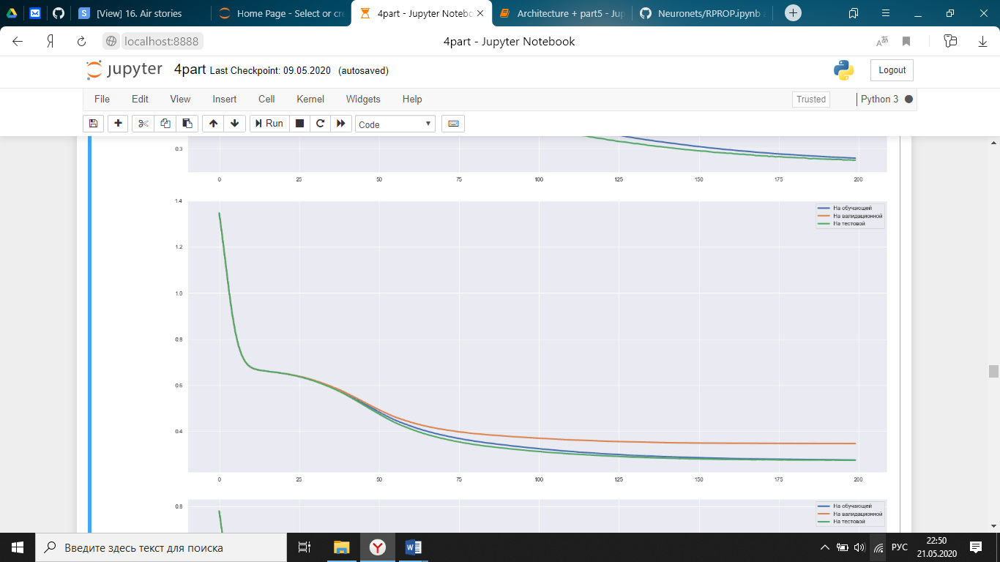 [View] 16. Air stories
Home Page - Select or cre
4part - Jupyter Notebo
Architecture + part5 - Jup
Neuronets/RPROP.ipynb
localhost:8888
4part - Jupyter Notebook
jupyter 4part Last Checkpoint: 09.05.2020 (autosaved)
Logout
File Edit View Insert Cell Kernel Widgets Help
Trusted
Python 3
Run
Code
0.3
0 25 50 75 100 125 150 175 200
1.4
На обучающей
На валидационной
На тестовой
1.2
1.0
0.8
0.6
0.4
0 25 50 75 100 125 150 175 200
0.8
На обучающей
На валидационной
На тестовой
Введите здесь текст для поиска
РУС
22:50
21.05.2020